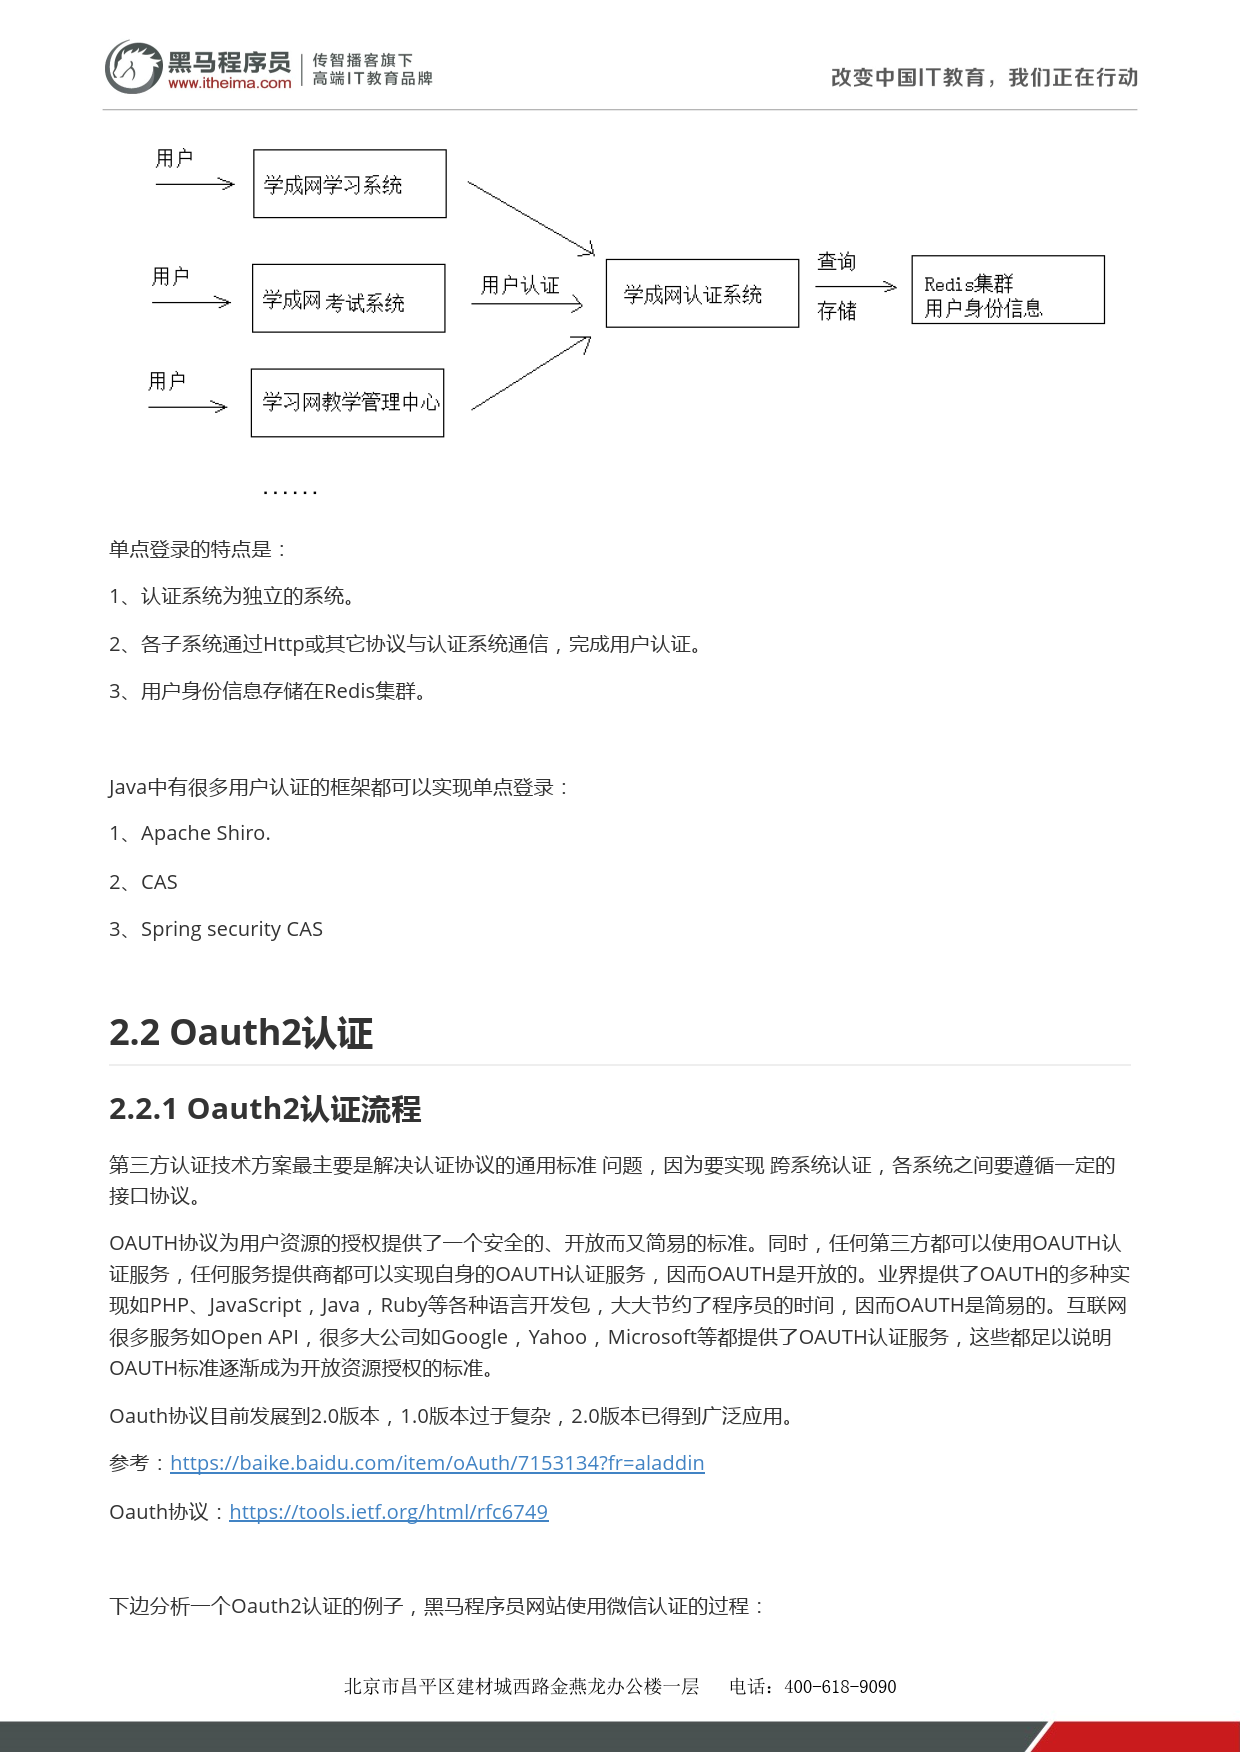 黑马程序员
www.itheima.com
传智播客旗下
高端IT教育品牌
改变中国IT教育，我们正在行动
用户
学成网学习系统
用户
学成网 考试系统
用户认证
学成网认证系统
查询
存储
Redis集群
用户身份信息
用户
学习网教学管理中心
······
单点登录的特点是：
1、认证系统为独立的系统。
2、各子系统通过Http或其它协议与认证系统通信，完成用户认证。
3、用户身份信息存储在Redis集群。
Java中有很多用户认证的框架都可以实现单点登录：
1、Apache Shiro.
2、CAS
3、Spring security CAS
2.2 Oauth2认证
2.2.1 Oauth2认证流程
第三方认证技术方案最主要是解决认证协议的通用标准 问题，因为要实现 跨系统认证，各系统之间要遵循一定的
接口协议。
OAUTH协议为用户资源的授权提供了一个安全的、开放而又简易的标准。同时，任何第三方都可以使用OAUTH认
证服务，任何服务提供商都可以实现自身的OAUTH认证服务，因而OAUTH是开放的。业界提供了OAUTH的多种实
现如PHP、JavaScript，Java，Ruby等各种语言开发包，大大节约了程序员的时间，因而OAUTH是简易的。互联网
很多服务如Open API，很多大公司如Google，Yahoo，Microsoft等都提供了OAUTH认证服务，这些都足以说明
OAUTH标准逐渐成为开放资源授权的标准。
Oauth协议目前发展到2.0版本，1.0版本过于复杂，2.0版本已得到广泛应用。
参考：https://baike.baidu.com/item/oAuth/7153134?fr=aladdin
Oauth协议：https://tools.ietf.org/html/rfc6749
下边分析一个Oauth2认证的例子，黑马程序员网站使用微信认证的过程：
北京市昌平区建材城西路金燕龙办公楼一层 电话：400-618-9090